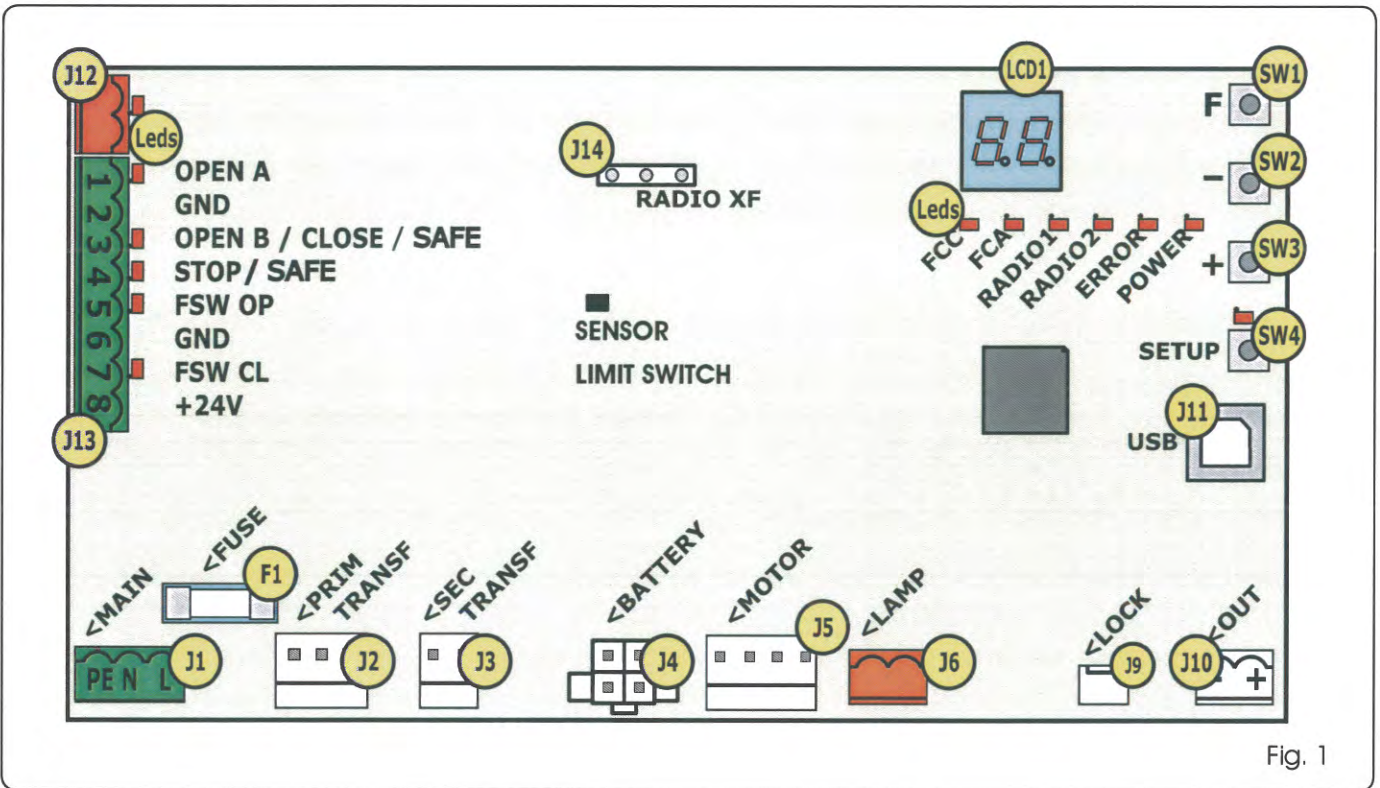 J12
LCD1
SW1
F
Leds
SW2
OPEN A
J14
-
GND
RADIO XF
Leds
OPEN B / CLOSE / SAFE
FCC
FCA
RADIO1
RADIO2
ERROR
POWER
SW3
+
STOP / SAFE
FSW OP
SENSOR
SW4
GND
SETUP
FSW CL
LIMIT SWITCH
+24V
1 2 3 4 5 6 7 8
J13
J11
USB
<MAIN
<FUSE
F1
<PRIM
TRANSF
<SEC
TRANSF
<BATTERY
<MOTOR
<LAMP
<LOCK
<OUT
PE N L
J1
J2
J3
J4
J5
J6
J9
J10
- +
8.8.
Fig. 1